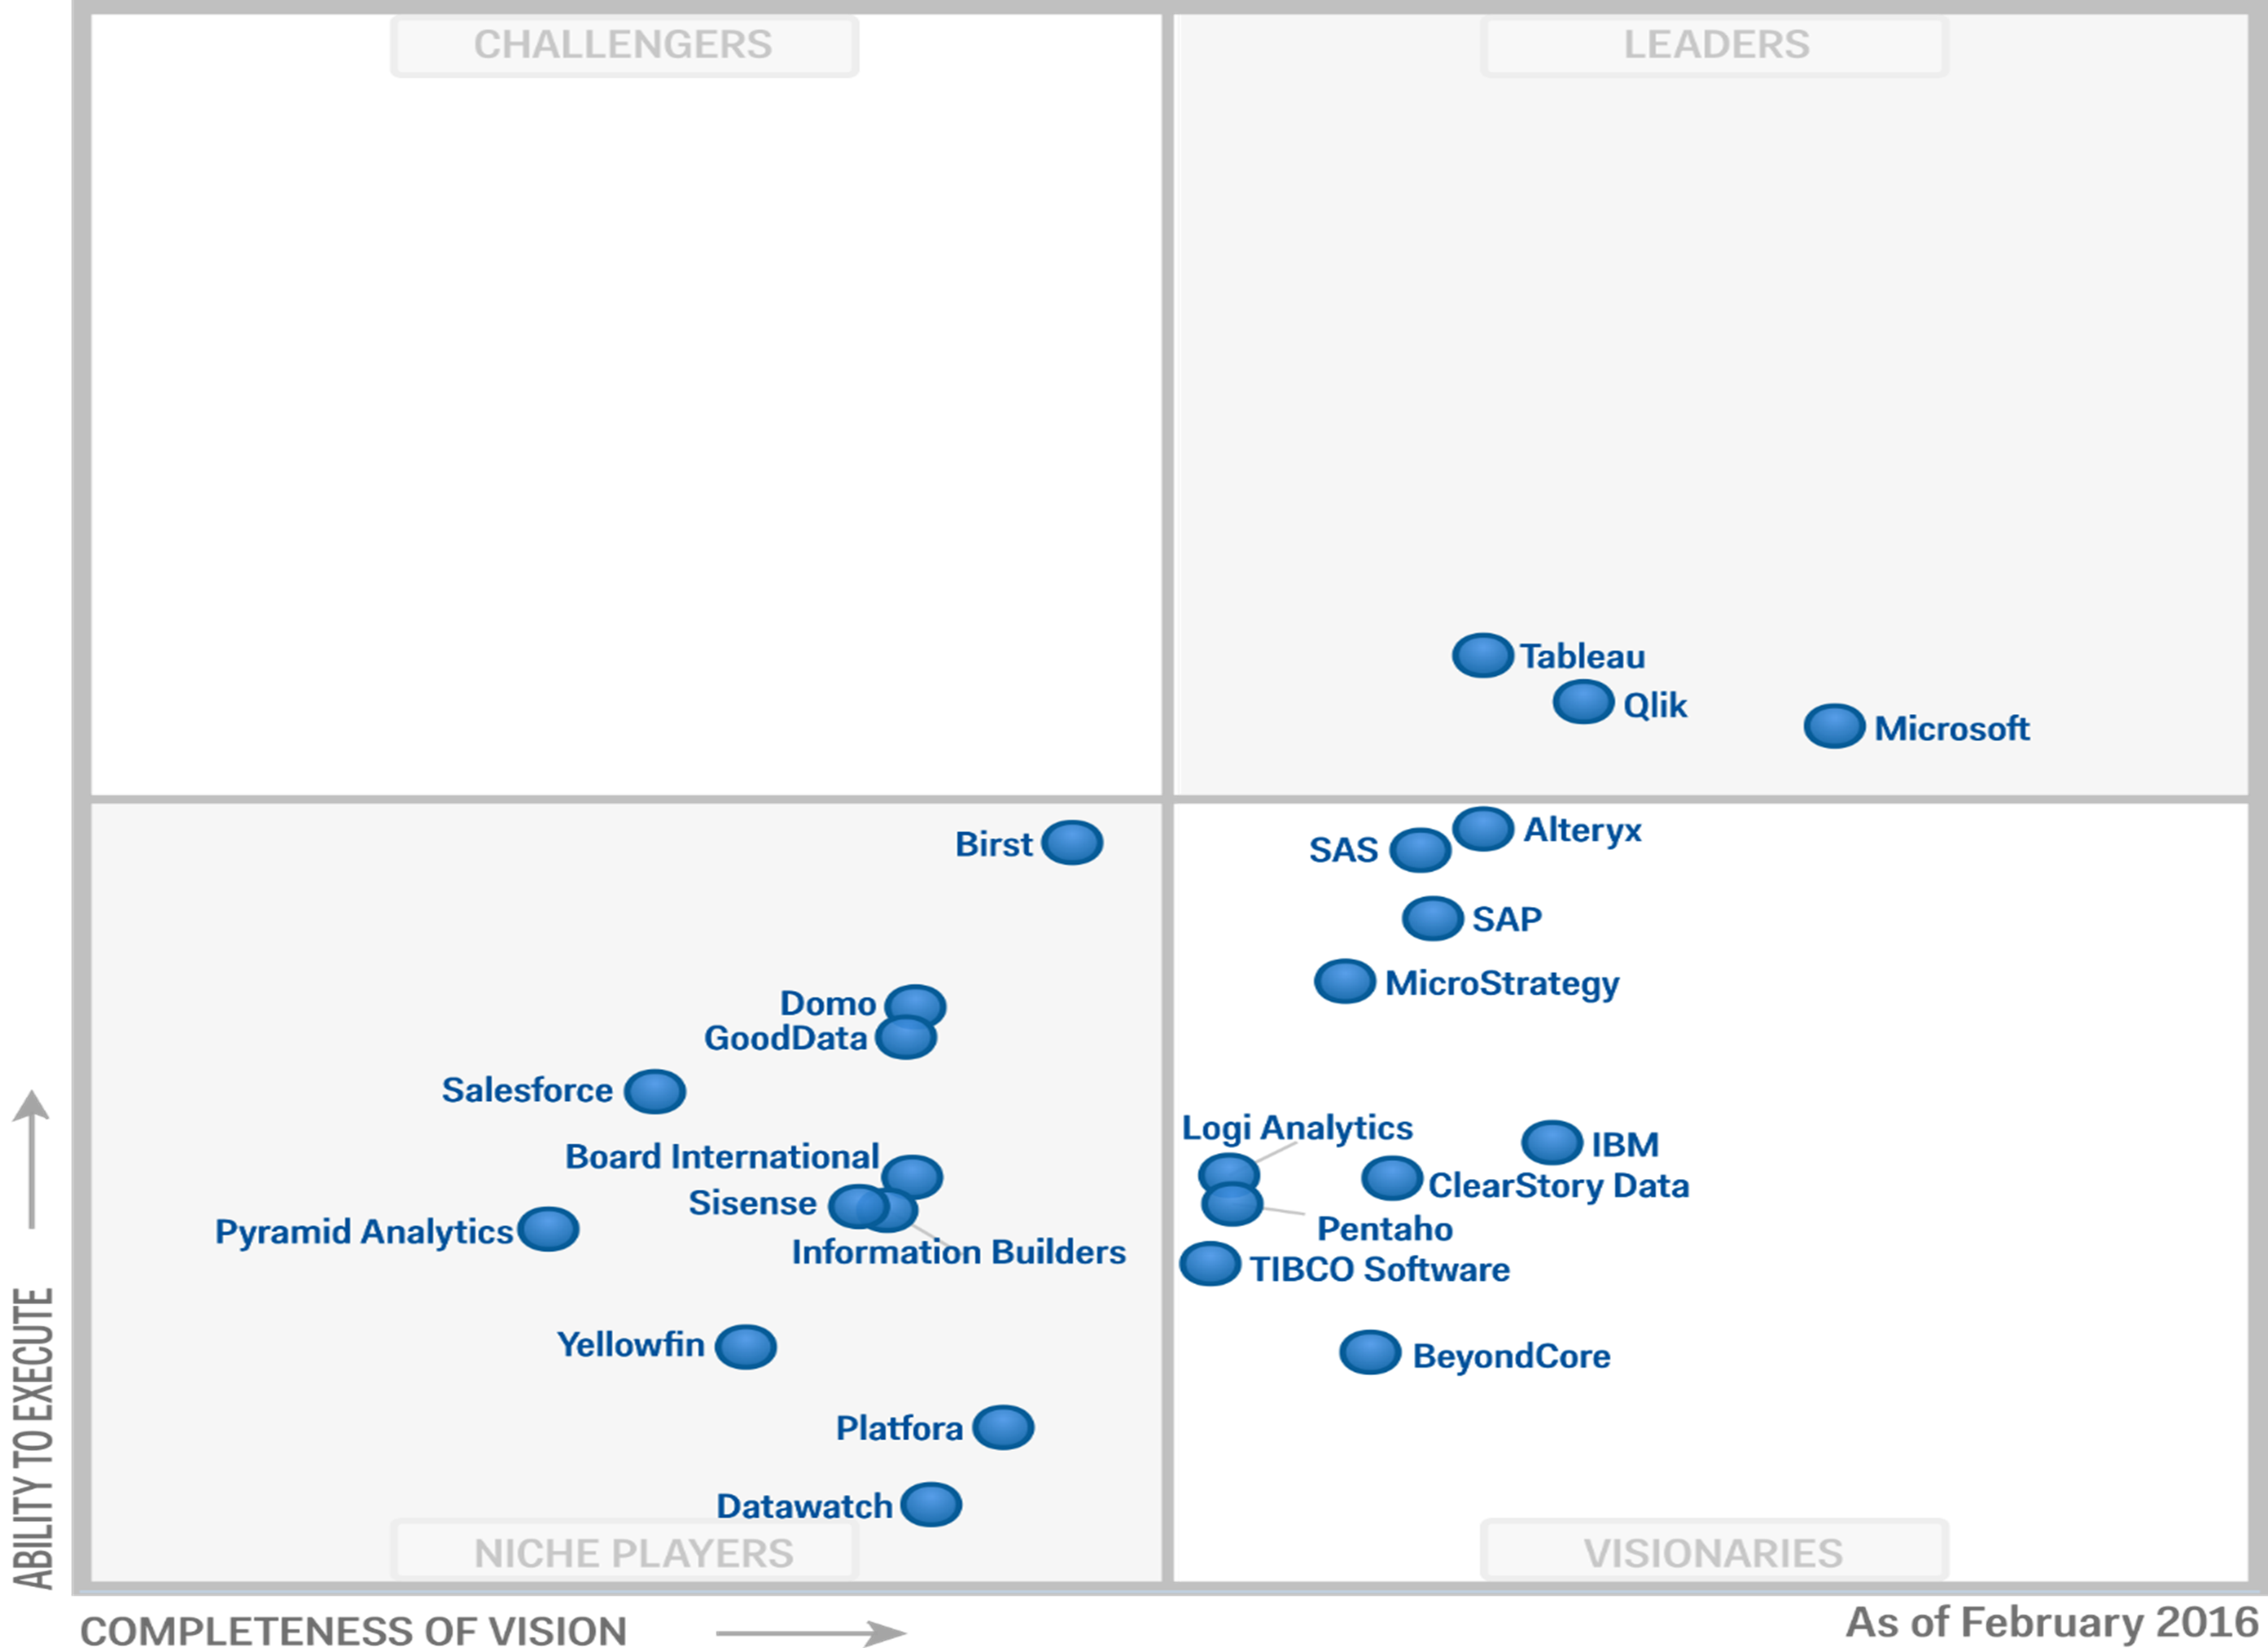 CHALLENGERS
LEADERS
Tableau
Qlik
Microsoft
Birst
Alteryx
SAS
SAP
MicroStrategy
Domo
GoodData
Salesforce
Logi Analytics
IBM
Board International
ClearStory Data
Sisense
Pyramid Analytics
Pentaho
Information Builders
TIBCO Software
Yellowfin
BeyondCore
Platfora
Datawatch
NICHE PLAYERS
VISIONARIES
ABILITY TO EXECUTE
COMPLETENESS OF VISION
As of February 2016